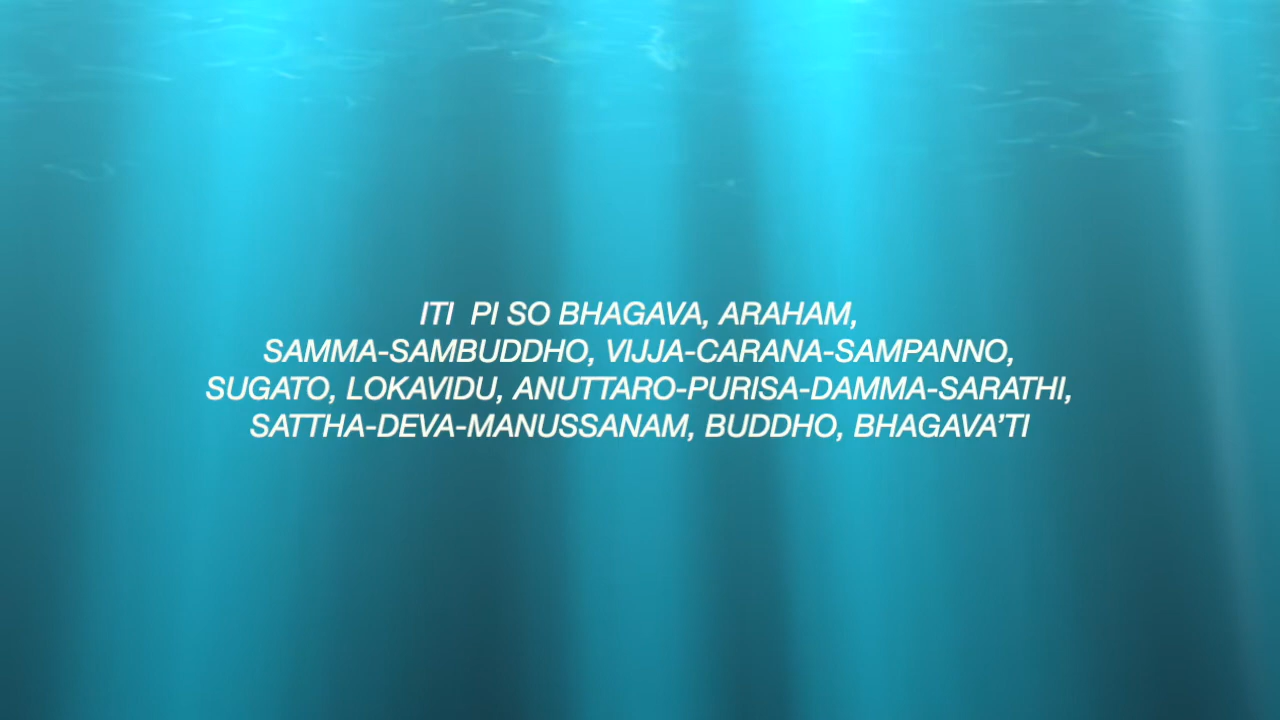 ITI  PI SO BHAGAVA, ARAHAM,
SAMMA-SAMBUDDHO, VIJJA-CARANA-SAMPANNO,
SUGATO, LOKAVIDU, ANUTTARO-PURISA-DAMMA-SARATHI,
SATTHA-DEVA-MANUSSANAM, BUDDHO, BHAGAVA’TI